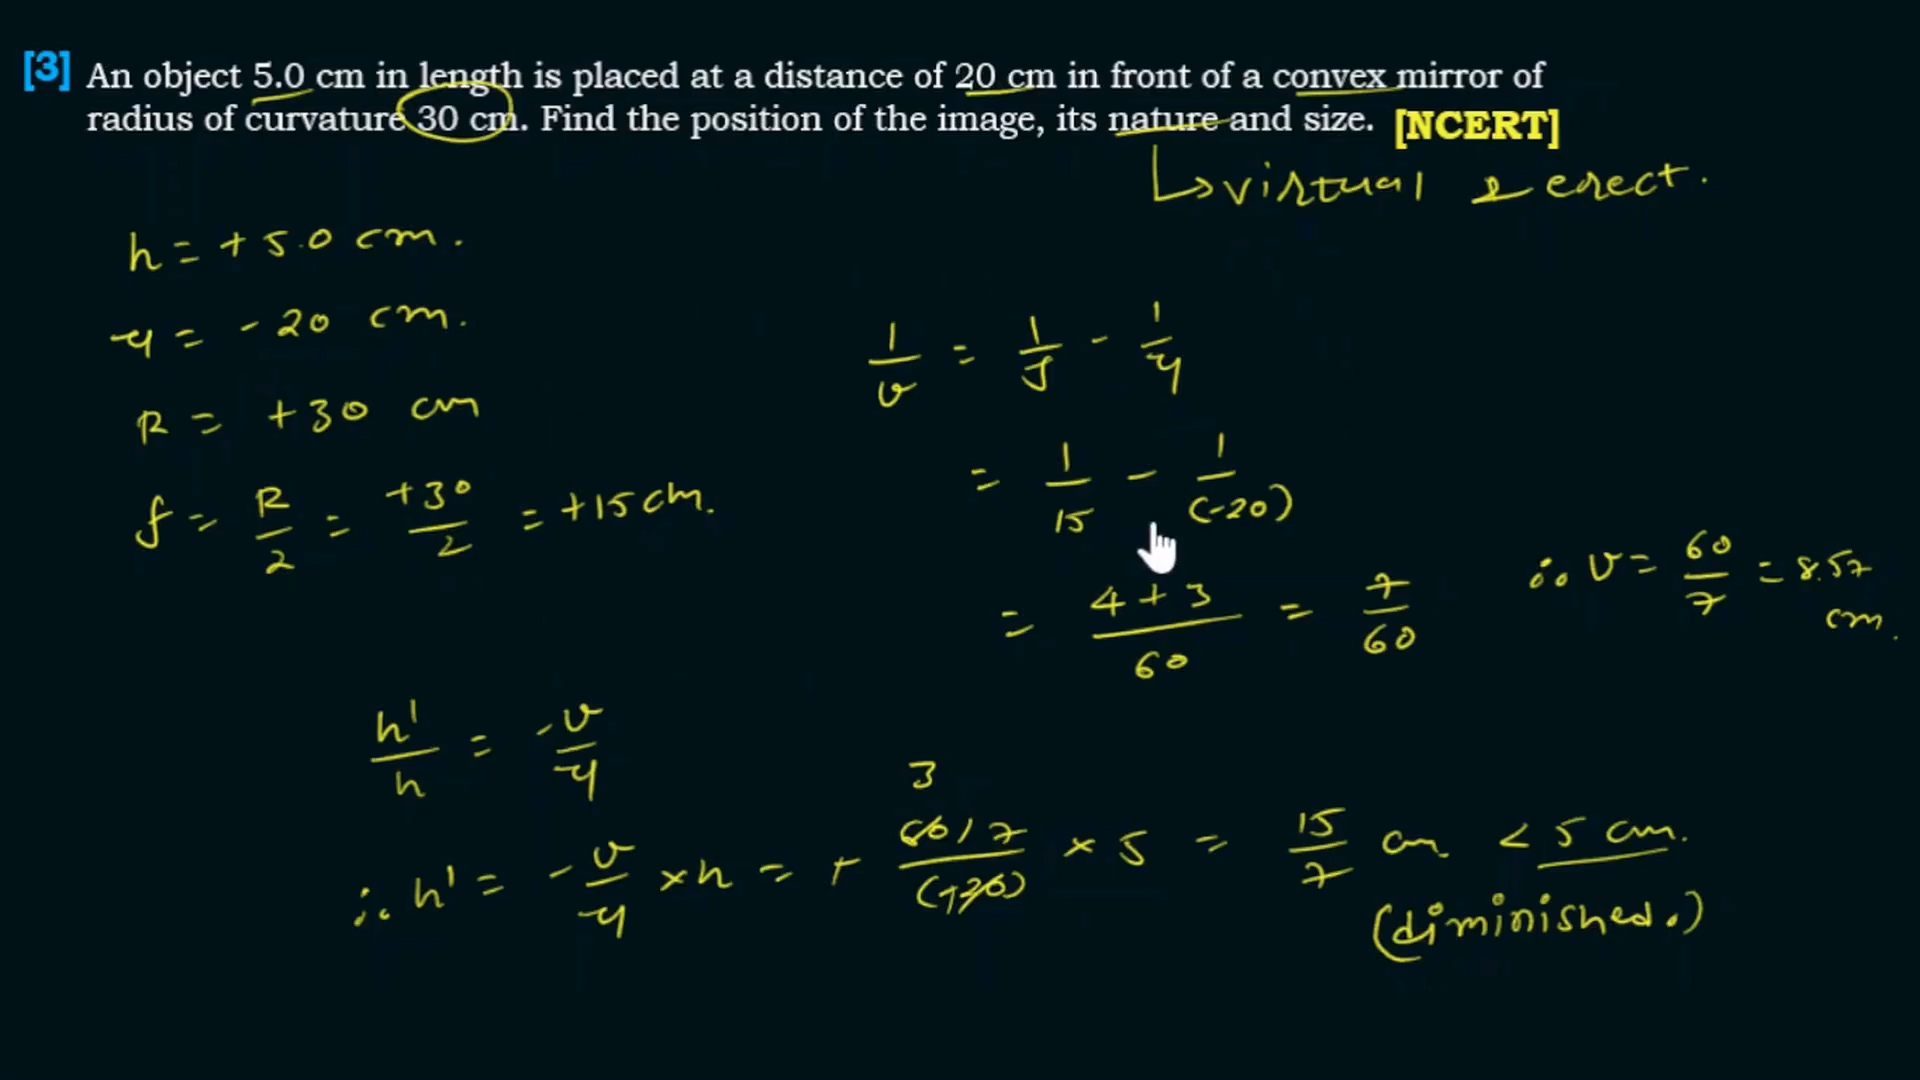 [3] An object 5.0 cm in length is placed at a distance of 20 cm in front of a convex mirror of
radius of curvature 30 cm. Find the position of the image, its nature and size. [NCERT]
↳ virtual & erect.
h = +5.0 cm.
u = -20 cm.
R = +30 cm
f = R/2 = +30/2 = +15 cm.
1/v = 1/f - 1/u
= 1/15 - 1/(-20)
= (4+3)/60 = 7/60
∴ v = 60/7 = 8.57 cm.
h'/h = -v/u
3
∴ h' = -v/u × h = + (60/7)/(+20) × 5 = 15/7 cm < 5 cm.
(diminished.)